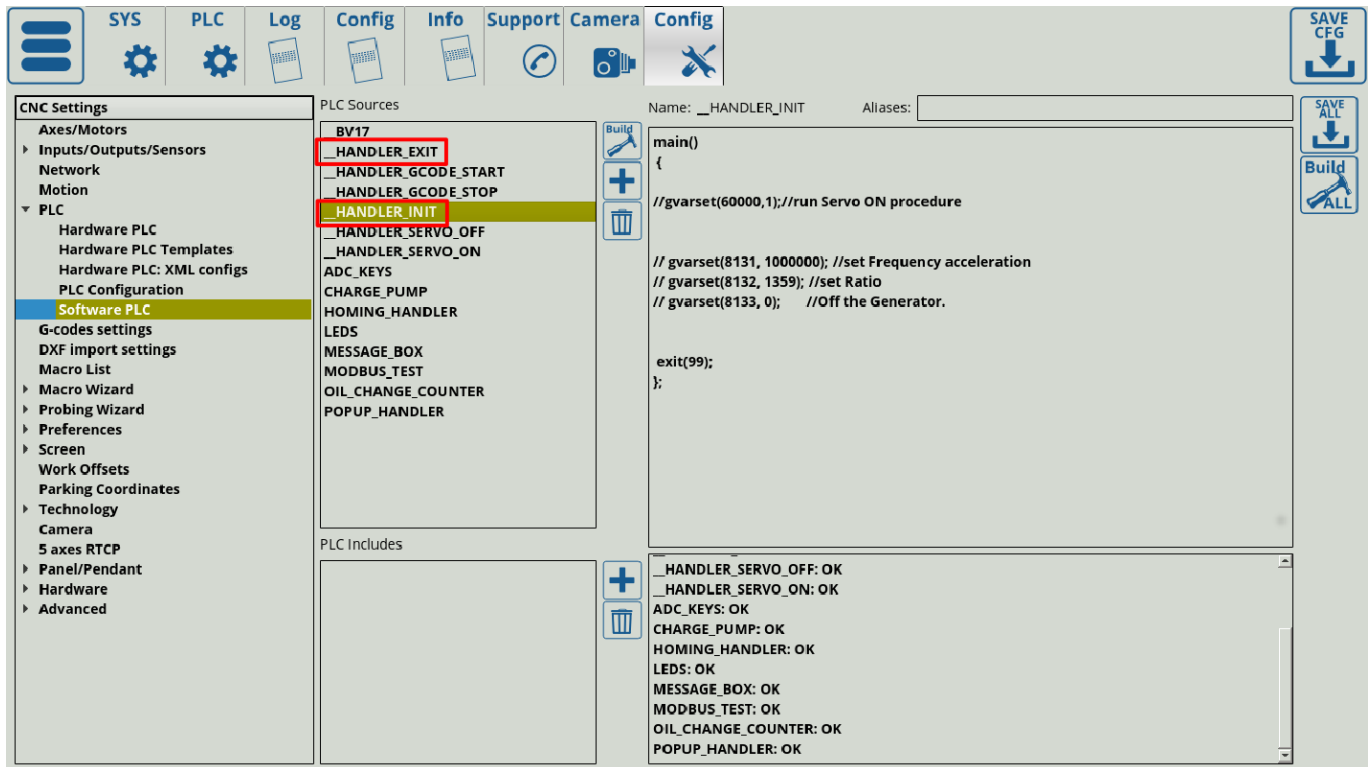 SYS PLC Log Config Info Support Camera Config
SAVE
CFG
CNC Settings
Axes/Motors
Inputs/Outputs/Sensors
Network
Motion
PLC
Hardware PLC
Hardware PLC Templates
Hardware PLC: XML configs
PLC Configuration
Software PLC
G-codes settings
DXF import settings
Macro List
Macro Wizard
Probing Wizard
Preferences
Screen
Work Offsets
Parking Coordinates
Technology
Camera
5 axes RTCP
Panel/Pendant
Hardware
Advanced
PLC Sources
__BV17
__HANDLER_EXIT
__HANDLER_GCODE_START
__HANDLER_GCODE_STOP
__HANDLER_INIT
__HANDLER_SERVO_OFF
__HANDLER_SERVO_ON
ADC_KEYS
CHARGE_PUMP
HOMING_HANDLER
LEDS
MESSAGE_BOX
MODBUS_TEST
OIL_CHANGE_COUNTER
POPUP_HANDLER
Build
PLC Includes
Name: __HANDLER_INIT Aliases:
main()
{
//gvarset(60000,1);//run Servo ON procedure
// gvarset(8131, 1000000); //set Frequency acceleration
// gvarset(8132, 1359); //set Ratio
// gvarset(8133, 0); //Off the Generator.
exit(99);
};
__HANDLER_SERVO_OFF: OK
__HANDLER_SERVO_ON: OK
ADC_KEYS: OK
CHARGE_PUMP: OK
HOMING_HANDLER: OK
LEDS: OK
MESSAGE_BOX: OK
MODBUS_TEST: OK
OIL_CHANGE_COUNTER: OK
POPUP_HANDLER: OK
SAVE
ALL
Build
ALL